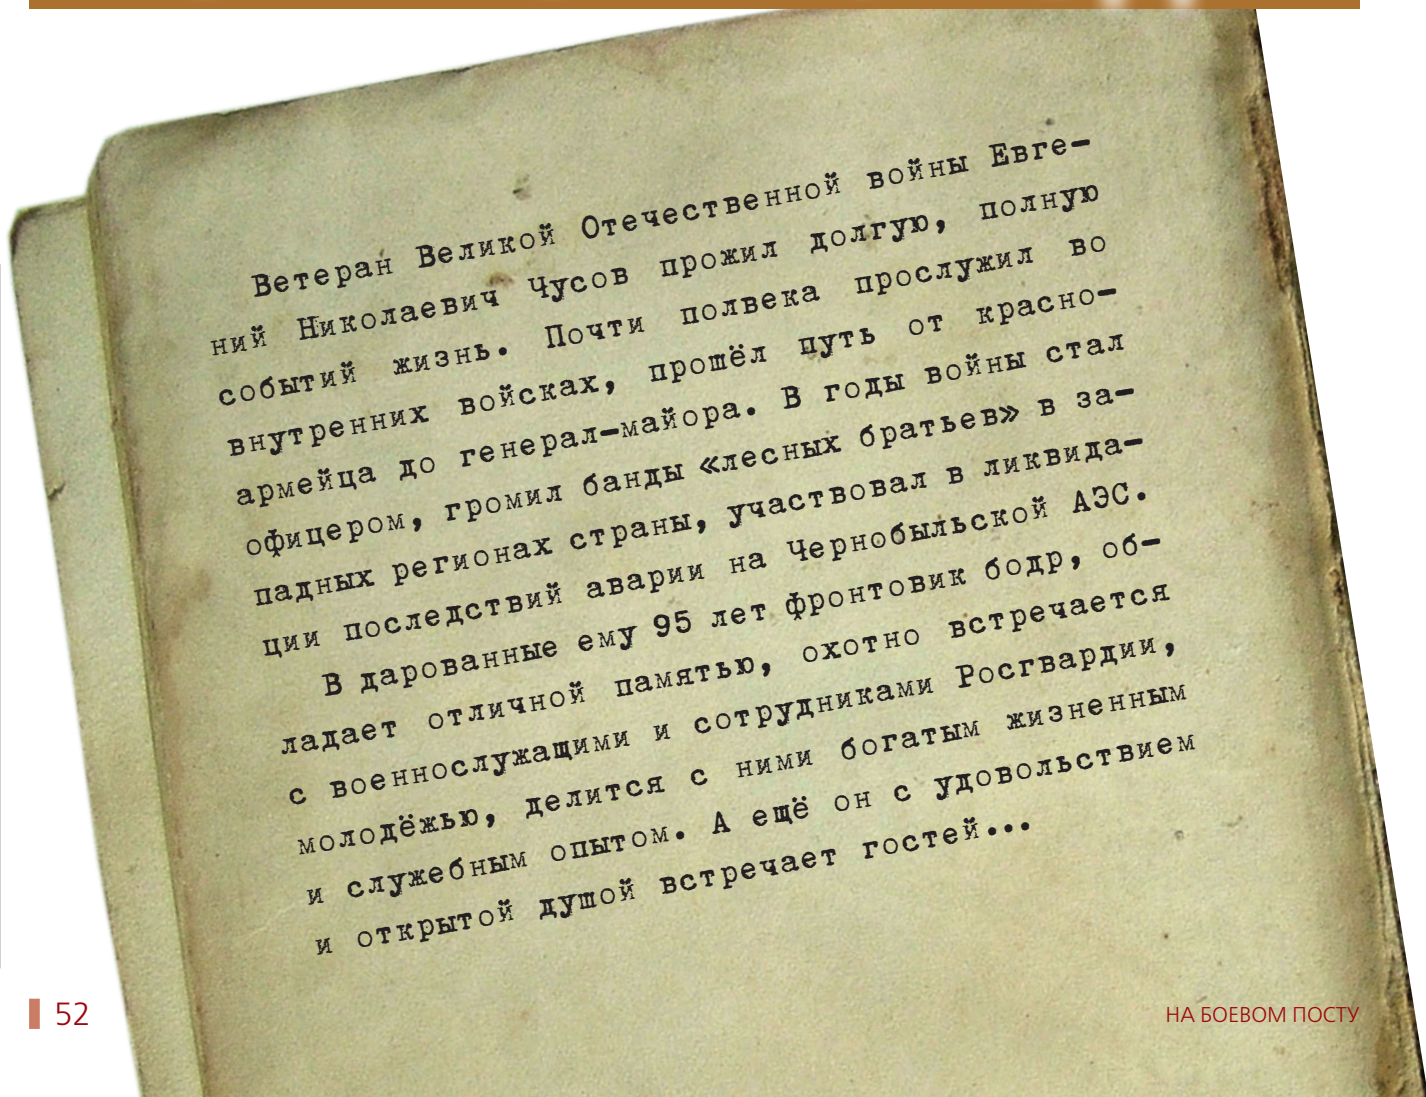 Ветеран Великой Отечественной войны Евге-
ний Николаевич Чусов прожил долгую, полную
событий жизнь. Почти полвека прослужил во
внутренних войсках, прошёл путь от красно-
армейца до генерал-майора. В годы войны стал
офицером, громил банды «лесных братьев» в за-
падных регионах страны, участвовал в ликвида-
ции последствий аварии на Чернобыльской АЭС.
В дарованные ему 95 лет фронтовик бодр, об-
ладает отличной памятью, охотно встречается
с военнослужащими и сотрудниками Росгвардии,
молодёжью, делится с ними богатым жизненным
и служебным опытом. А ещё он с удовольствием
и открытой душой встречает гостей...
52
НА БОЕВОМ ПОСТУ